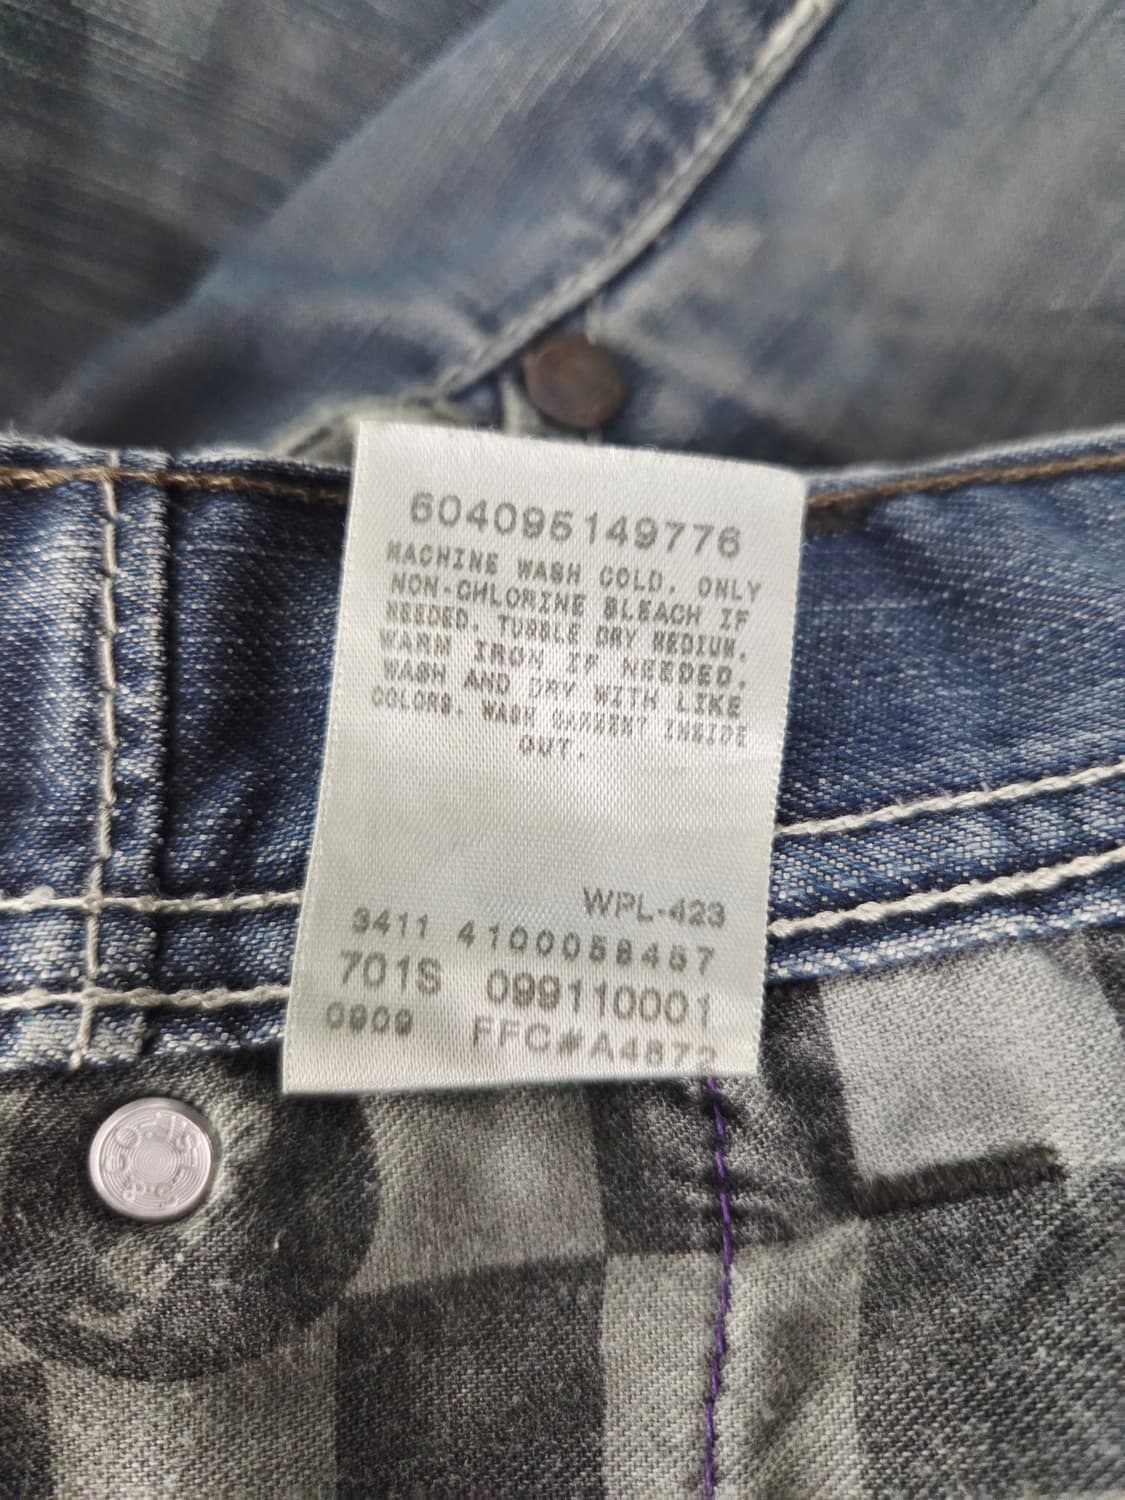 604095149776
MACHINE WASH COLD. ONLY
NON-CHLORINE BLEACH IF
NEEDED. TUBBLE DRY MEDIUM.
WARM IRON IF NEEDED.
WASH AND DRY WITH LIKE
COLORS. WASH GARMENT INSIDE
OUT.
WPL-423
3411 4100058457
701S 099110001
0909 FFC#A4872